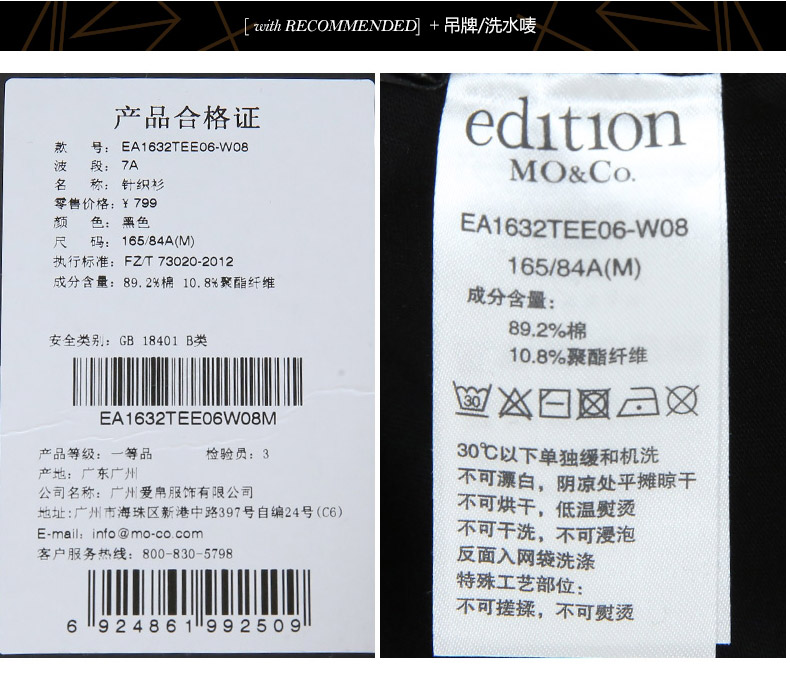 [ with RECOMMENDED] + 吊牌/洗水唛
产品合格证
款 号: EA1632TEE06-W08
波 段: 7A
名 称: 针织衫
零售价格: ¥ 799
颜 色: 黑色
尺 码: 165/84A(M)
执行标准: FZ/T 73020-2012
成分含量: 89.2%棉 10.8%聚酯纤维
安全类别: GB 18401 B类
EA1632TEE06W08M
产品等级: 一等品 检验员: 3
产地: 广东广州
公司名称: 广州爱帛服饰有限公司
地址:广州市海珠区新港中路397号自编24号(C6)
E-mail: info@mo-co.com
客户服务热线: 800-830-5798
6 924861 992509
edition
MO&Co.
EA1632TEE06-W08
165/84A(M)
成分含量:
89.2%棉
10.8%聚酯纤维
30
30℃以下单独缓和机洗
不可漂白, 阴凉处平摊晾干
不可烘干, 低温熨烫
不可干洗, 不可浸泡
反面入网袋洗涤
特殊工艺部位:
不可搓揉, 不可熨烫